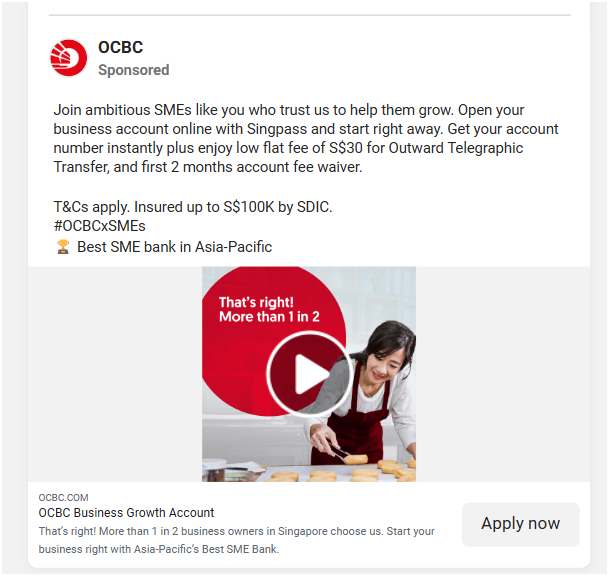 OCBC
Sponsored
Join ambitious SMEs like you who trust us to help them grow. Open your
business account online with Singpass and start right away. Get your account
number instantly plus enjoy low flat fee of S$30 for Outward Telegraphic
Transfer, and first 2 months account fee waiver.
T&Cs apply. Insured up to S$100K by SDIC.
#OCBCxSMEs
🏆 Best SME bank in Asia-Pacific
That's right!
More than 1 in 2
OCBC.COM
OCBC Business Growth Account
That's right! More than 1 in 2 business owners in Singapore choose us. Start your
business right with Asia-Pacific's Best SME Bank.
Apply now